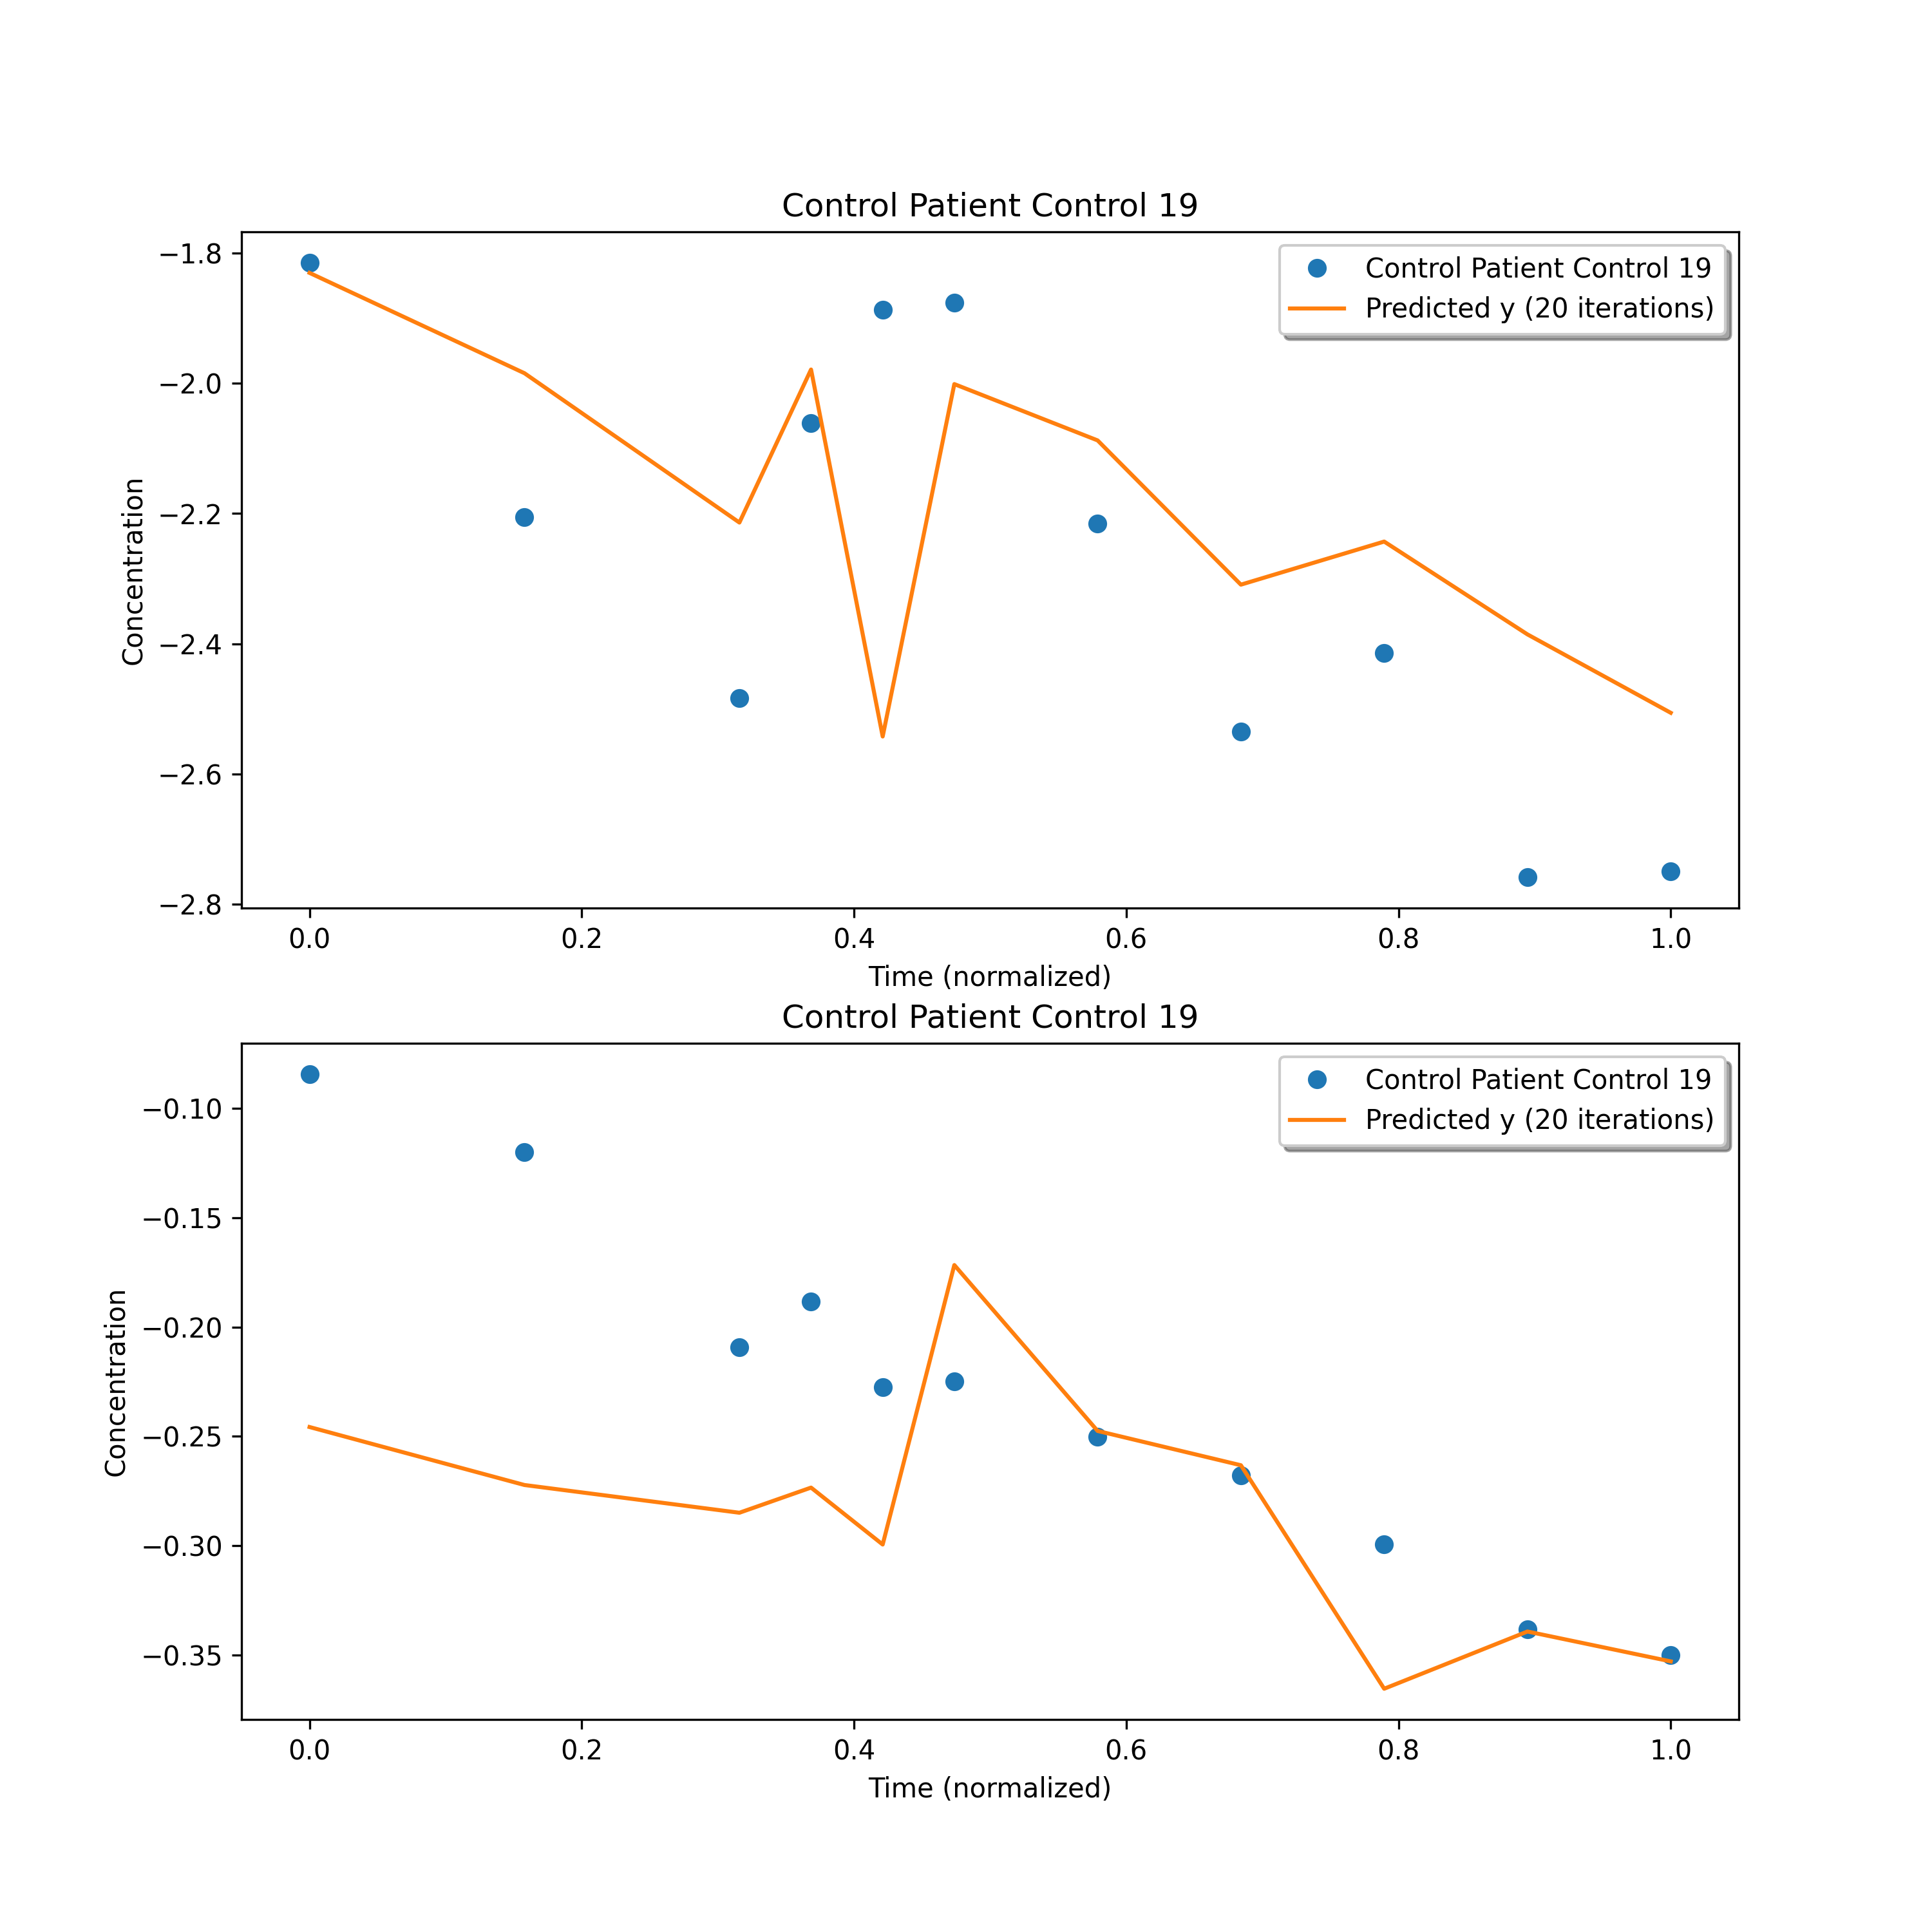 Control Patient Control 19
Control Patient Control 19
Predicted y (20 iterations)
−1.8
−2.0
−2.2
−2.4
−2.6
−2.8
Concentration
0.0 0.2 0.4 0.6 0.8 1.0
Time (normalized)
Control Patient Control 19
Control Patient Control 19
Predicted y (20 iterations)
−0.10
−0.15
−0.20
−0.25
−0.30
−0.35
Concentration
0.0 0.2 0.4 0.6 0.8 1.0
Time (normalized)